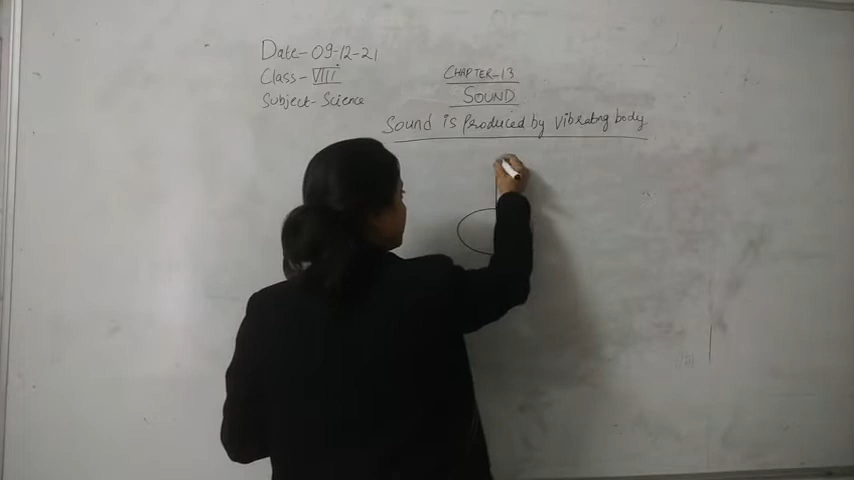 Date- 09-12-21
Class- VIII
Subject- Science
CHAPTER-13
SOUND
Sound is produced by vibrating body